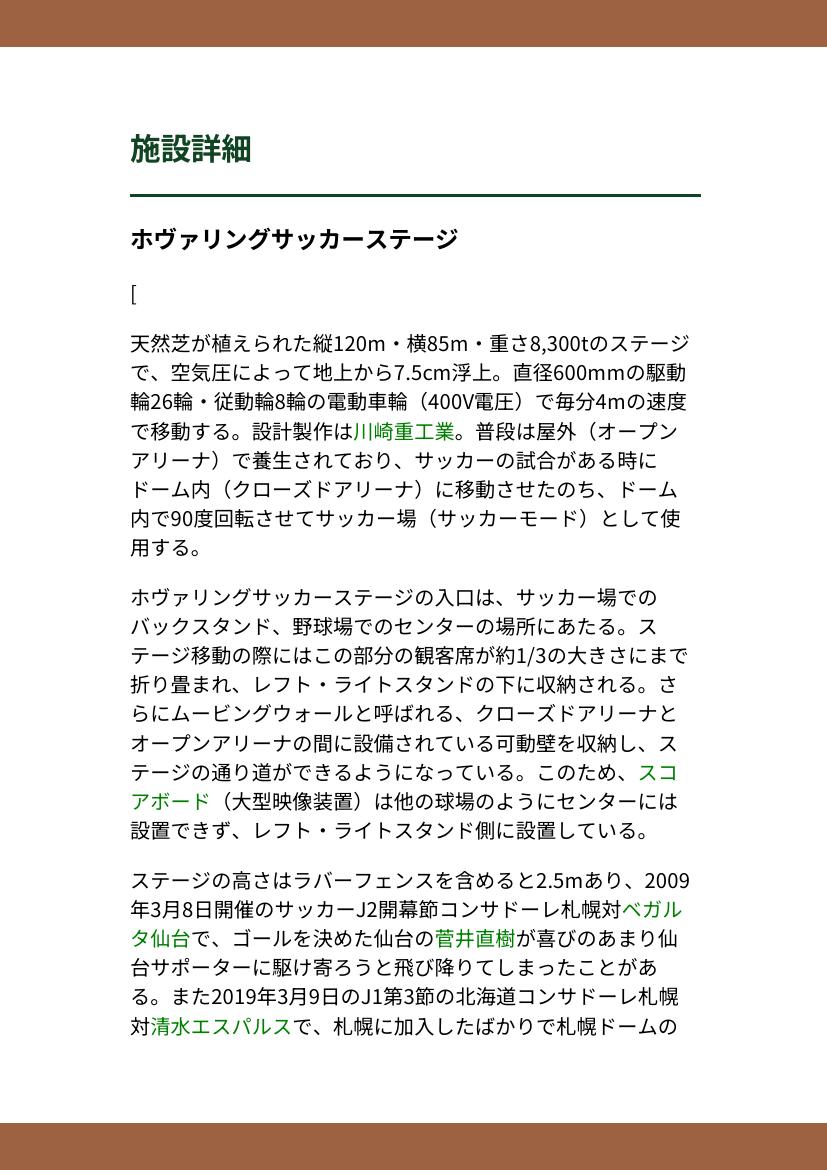 施設詳細
ホヴァリングサッカーステージ
[
天然芝が植えられた縦120m・横85m・重さ8,300tのステージ
で、空気圧によって地上から7.5cm浮上。直径600mmの駆動
輪26輪・従動輪8輪の電動車輪（400V電圧）で毎分4mの速度
で移動する。設計製作は川崎重工業。普段は屋外（オープン
アリーナ）で養生されており、サッカーの試合がある時に
ドーム内（クローズドアリーナ）に移動させたのち、ドーム
内で90度回転させてサッカー場（サッカーモード）として使
用する。
ホヴァリングサッカーステージの入口は、サッカー場での
バックスタンド、野球場でのセンターの場所にあたる。ス
テージ移動の際にはこの部分の観客席が約1/3の大きさにまで
折り畳まれ、レフト・ライトスタンドの下に収納される。さ
らにムービングウォールと呼ばれる、クローズドアリーナと
オープンアリーナの間に設備されている可動壁を収納し、ス
テージの通り道ができるようになっている。このため、スコ
アボード（大型映像装置）は他の球場のようにセンターには
設置できず、レフト・ライトスタンド側に設置している。
ステージの高さはラバーフェンスを含めると2.5mあり、2009
年3月8日開催のサッカーJ2開幕節コンサドーレ札幌対ベガル
タ仙台で、ゴールを決めた仙台の菅井直樹が喜びのあまり仙
台サポーターに駆け寄ろうと飛び降りてしまったことがあ
る。また2019年3月9日のJ1第3節の北海道コンサドーレ札幌
対清水エスパルスで、札幌に加入したばかりで札幌ドームの